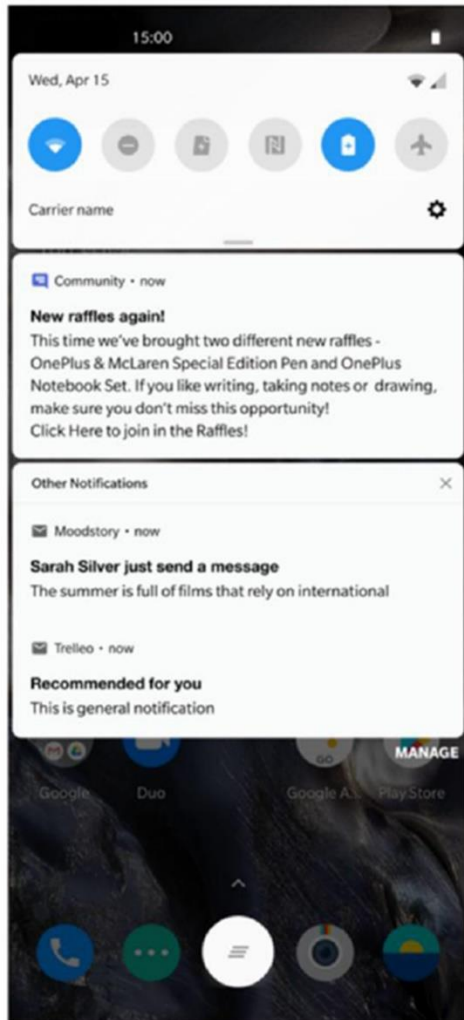 15:00
Wed, Apr 15
Carrier name
Community • now
New raffles again!
This time we've brought two different new raffles -
OnePlus & McLaren Special Edition Pen and OnePlus
Notebook Set. If you like writing, taking notes or drawing,
make sure you don't miss this opportunity!
Click Here to join in the Raffles!
Other Notifications
Moodstory • now
Sarah Silver just send a message
The summer is full of films that rely on international
Trelleo • now
Recommended for you
This is general notification
GO
MANAGE
Google Duo Google A... Play Store